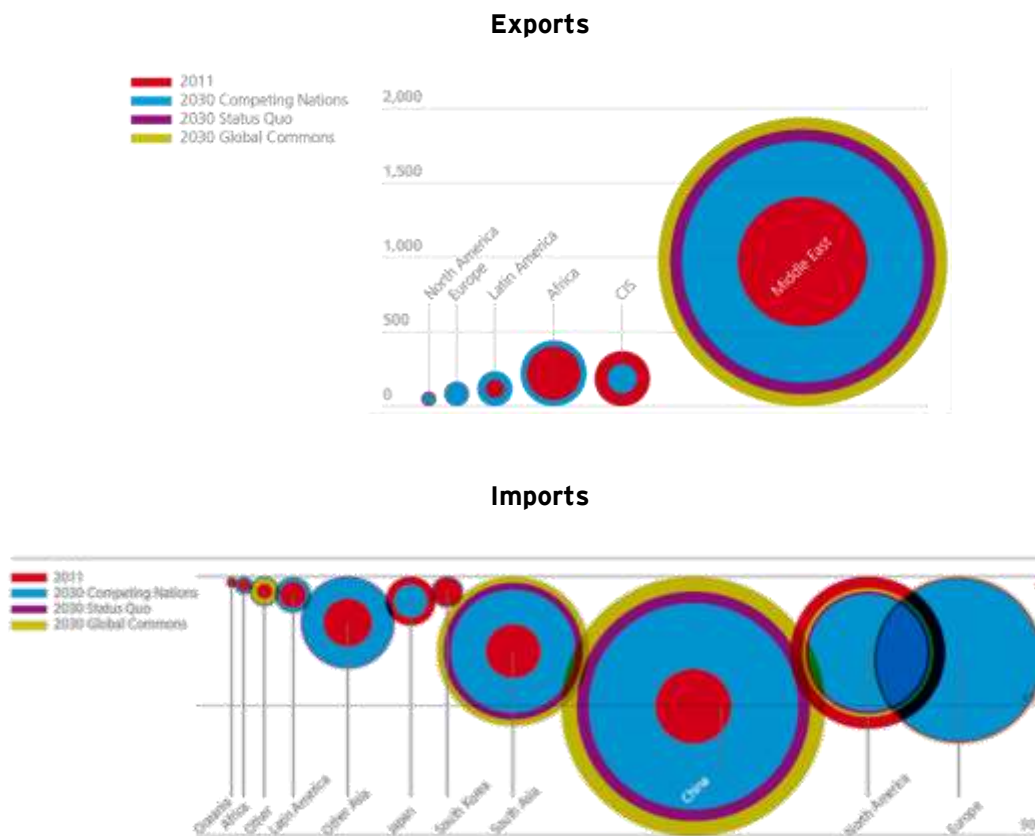 Exports
2011
2030 Competing Nations
2030 Status Quo
2030 Global Commons
2,000
1,500
1,000
500
0
North America
Europe
Latin America
Africa
CIS
Middle East
Imports
2011
2030 Competing Nations
2030 Status Quo
2030 Global Commons
Oceania
Africa
Other
Latin America
Other Asia
Japan
South Korea
South Asia
China
North America
Europe